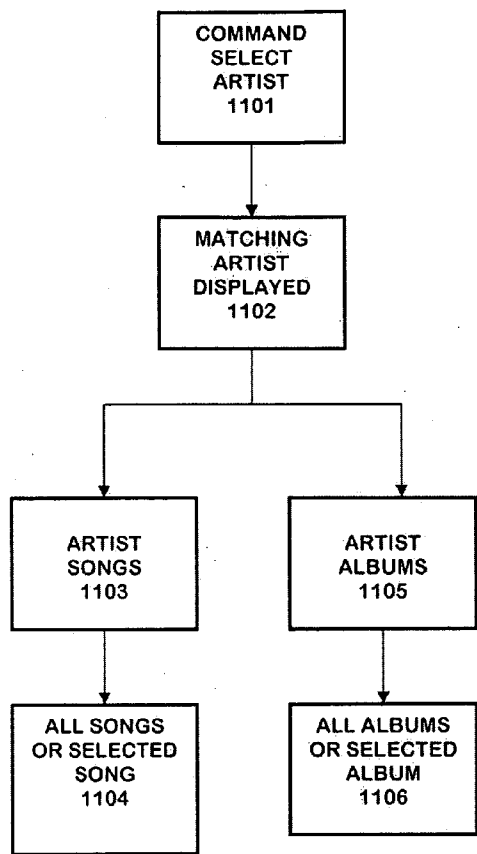 COMMAND
SELECT
ARTIST
1101
MATCHING
ARTIST
DISPLAYED
1102
ARTIST
SONGS
1103
ARTIST
ALBUMS
1105
ALL SONGS
OR SELECTED
SONG
1104
ALL ALBUMS
OR SELECTED
ALBUM
1106